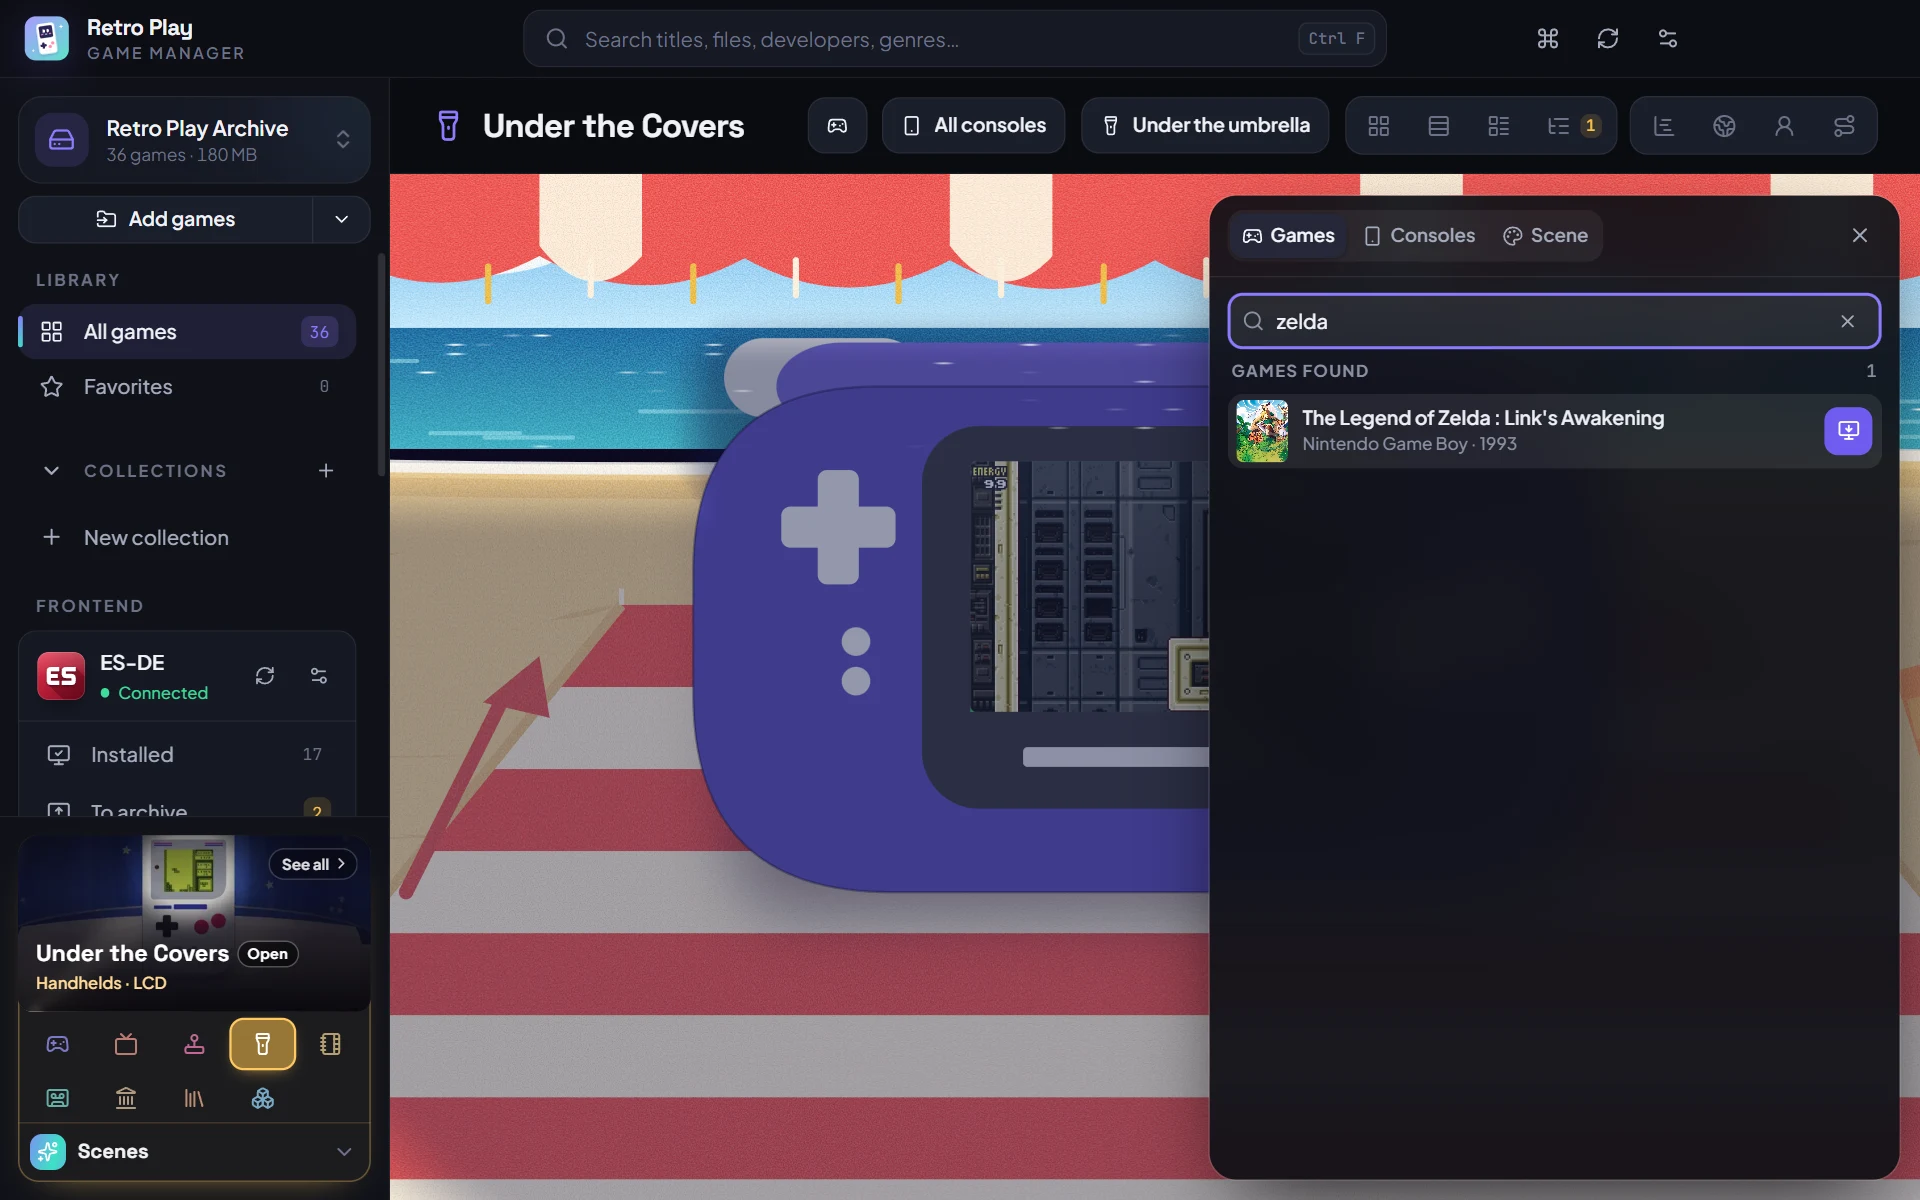 Retro Play
GAME MANAGER
Search titles, files, developers, genres...
Ctrl F
Retro Play Archive
36 games · 180 MB
Add games
LIBRARY
All games
36
Favorites
0
COLLECTIONS
New collection
FRONTEND
ES
ES-DE
Connected
Installed
17
To archive
2
See all
Under the Covers
Open
Handhelds · LCD
Scenes
Under the Covers
All consoles
Under the umbrella
1
ENERGY
99
Games
Consoles
Scene
zelda
GAMES FOUND
1
The Legend of Zelda : Link's Awakening
Nintendo Game Boy · 1993